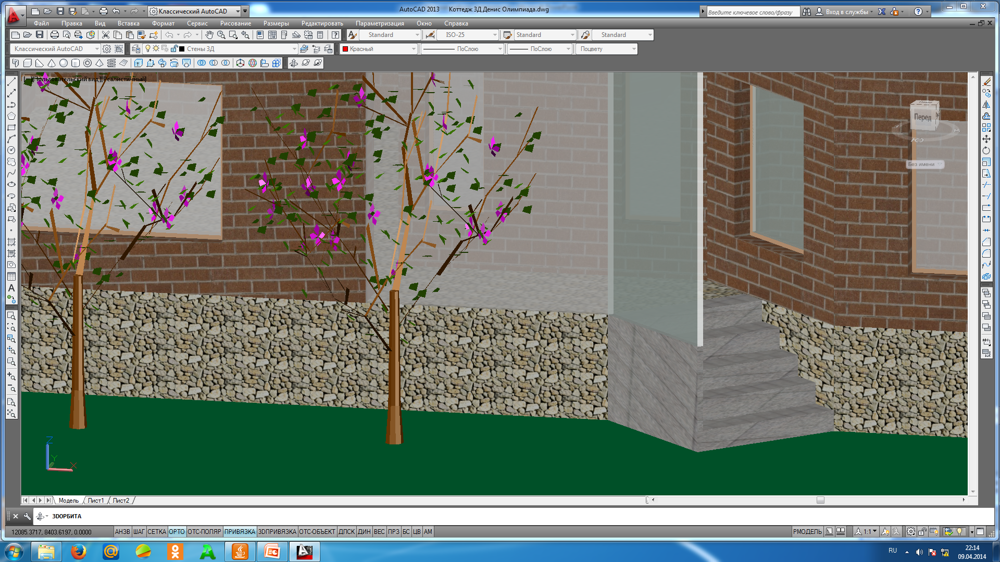 AutoCAD 2013 Коттедж 3Д Денис Олимпиада.dwg
Классический AutoCAD
Введите ключевое слово/фразу
Вход в службы
Файл Правка Вид Вставка Формат Сервис Рисование Размеры Редактировать Параметризация Окно Справка
Standard ISO-25 Standard Standard
Классический AutoCAD Стены 3Д Красный ПоСлою ПоСлою Поцвету
[−][Пользовательский вид][Реалистичный]
Перед
Без имени
Z
Y
X
A
ABC
Модель Лист1 Лист2
3DОРБИТА
12085.3717, 8403.6197, 0.0000 АНЗВ ШАГ СЕТКА ОРТО ОТС-ПОЛЯР ПРИВЯЗКА 3DПРИВЯЗКА ОТС-ОБЪЕКТ ДПСК ДИН ВЕС ПРЗ БС ЦВ АМ РМОДЕЛЬ 1:1
RU
22:14
09.04.2014